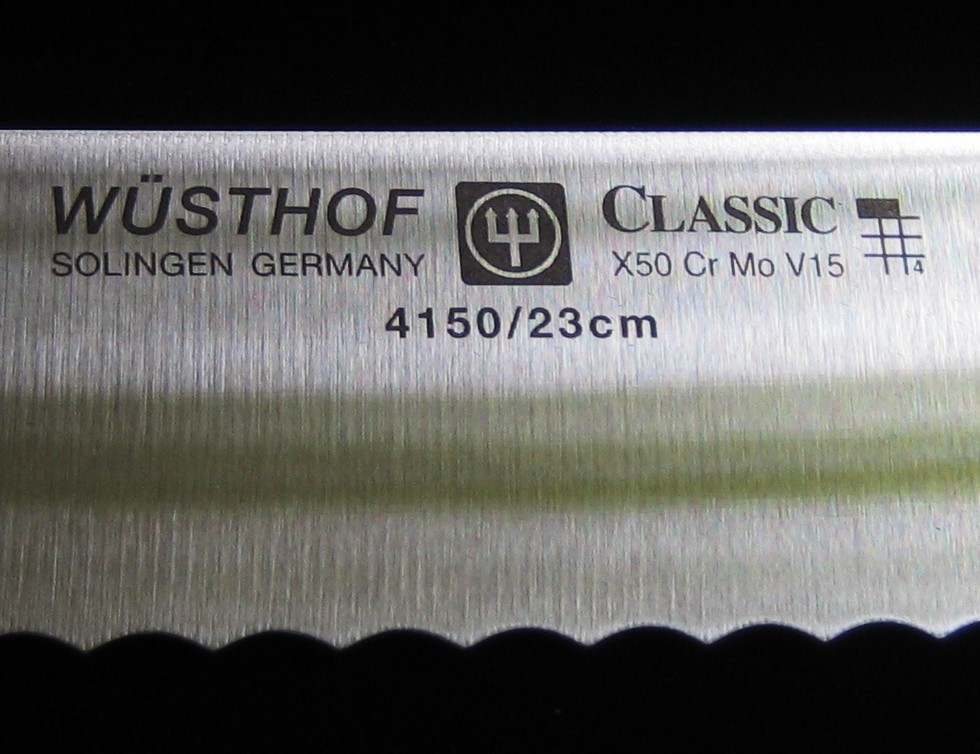 WÜSTHOF
SOLINGEN GERMANY
CLASSIC
X50 Cr Mo V15
4
4150/23cm